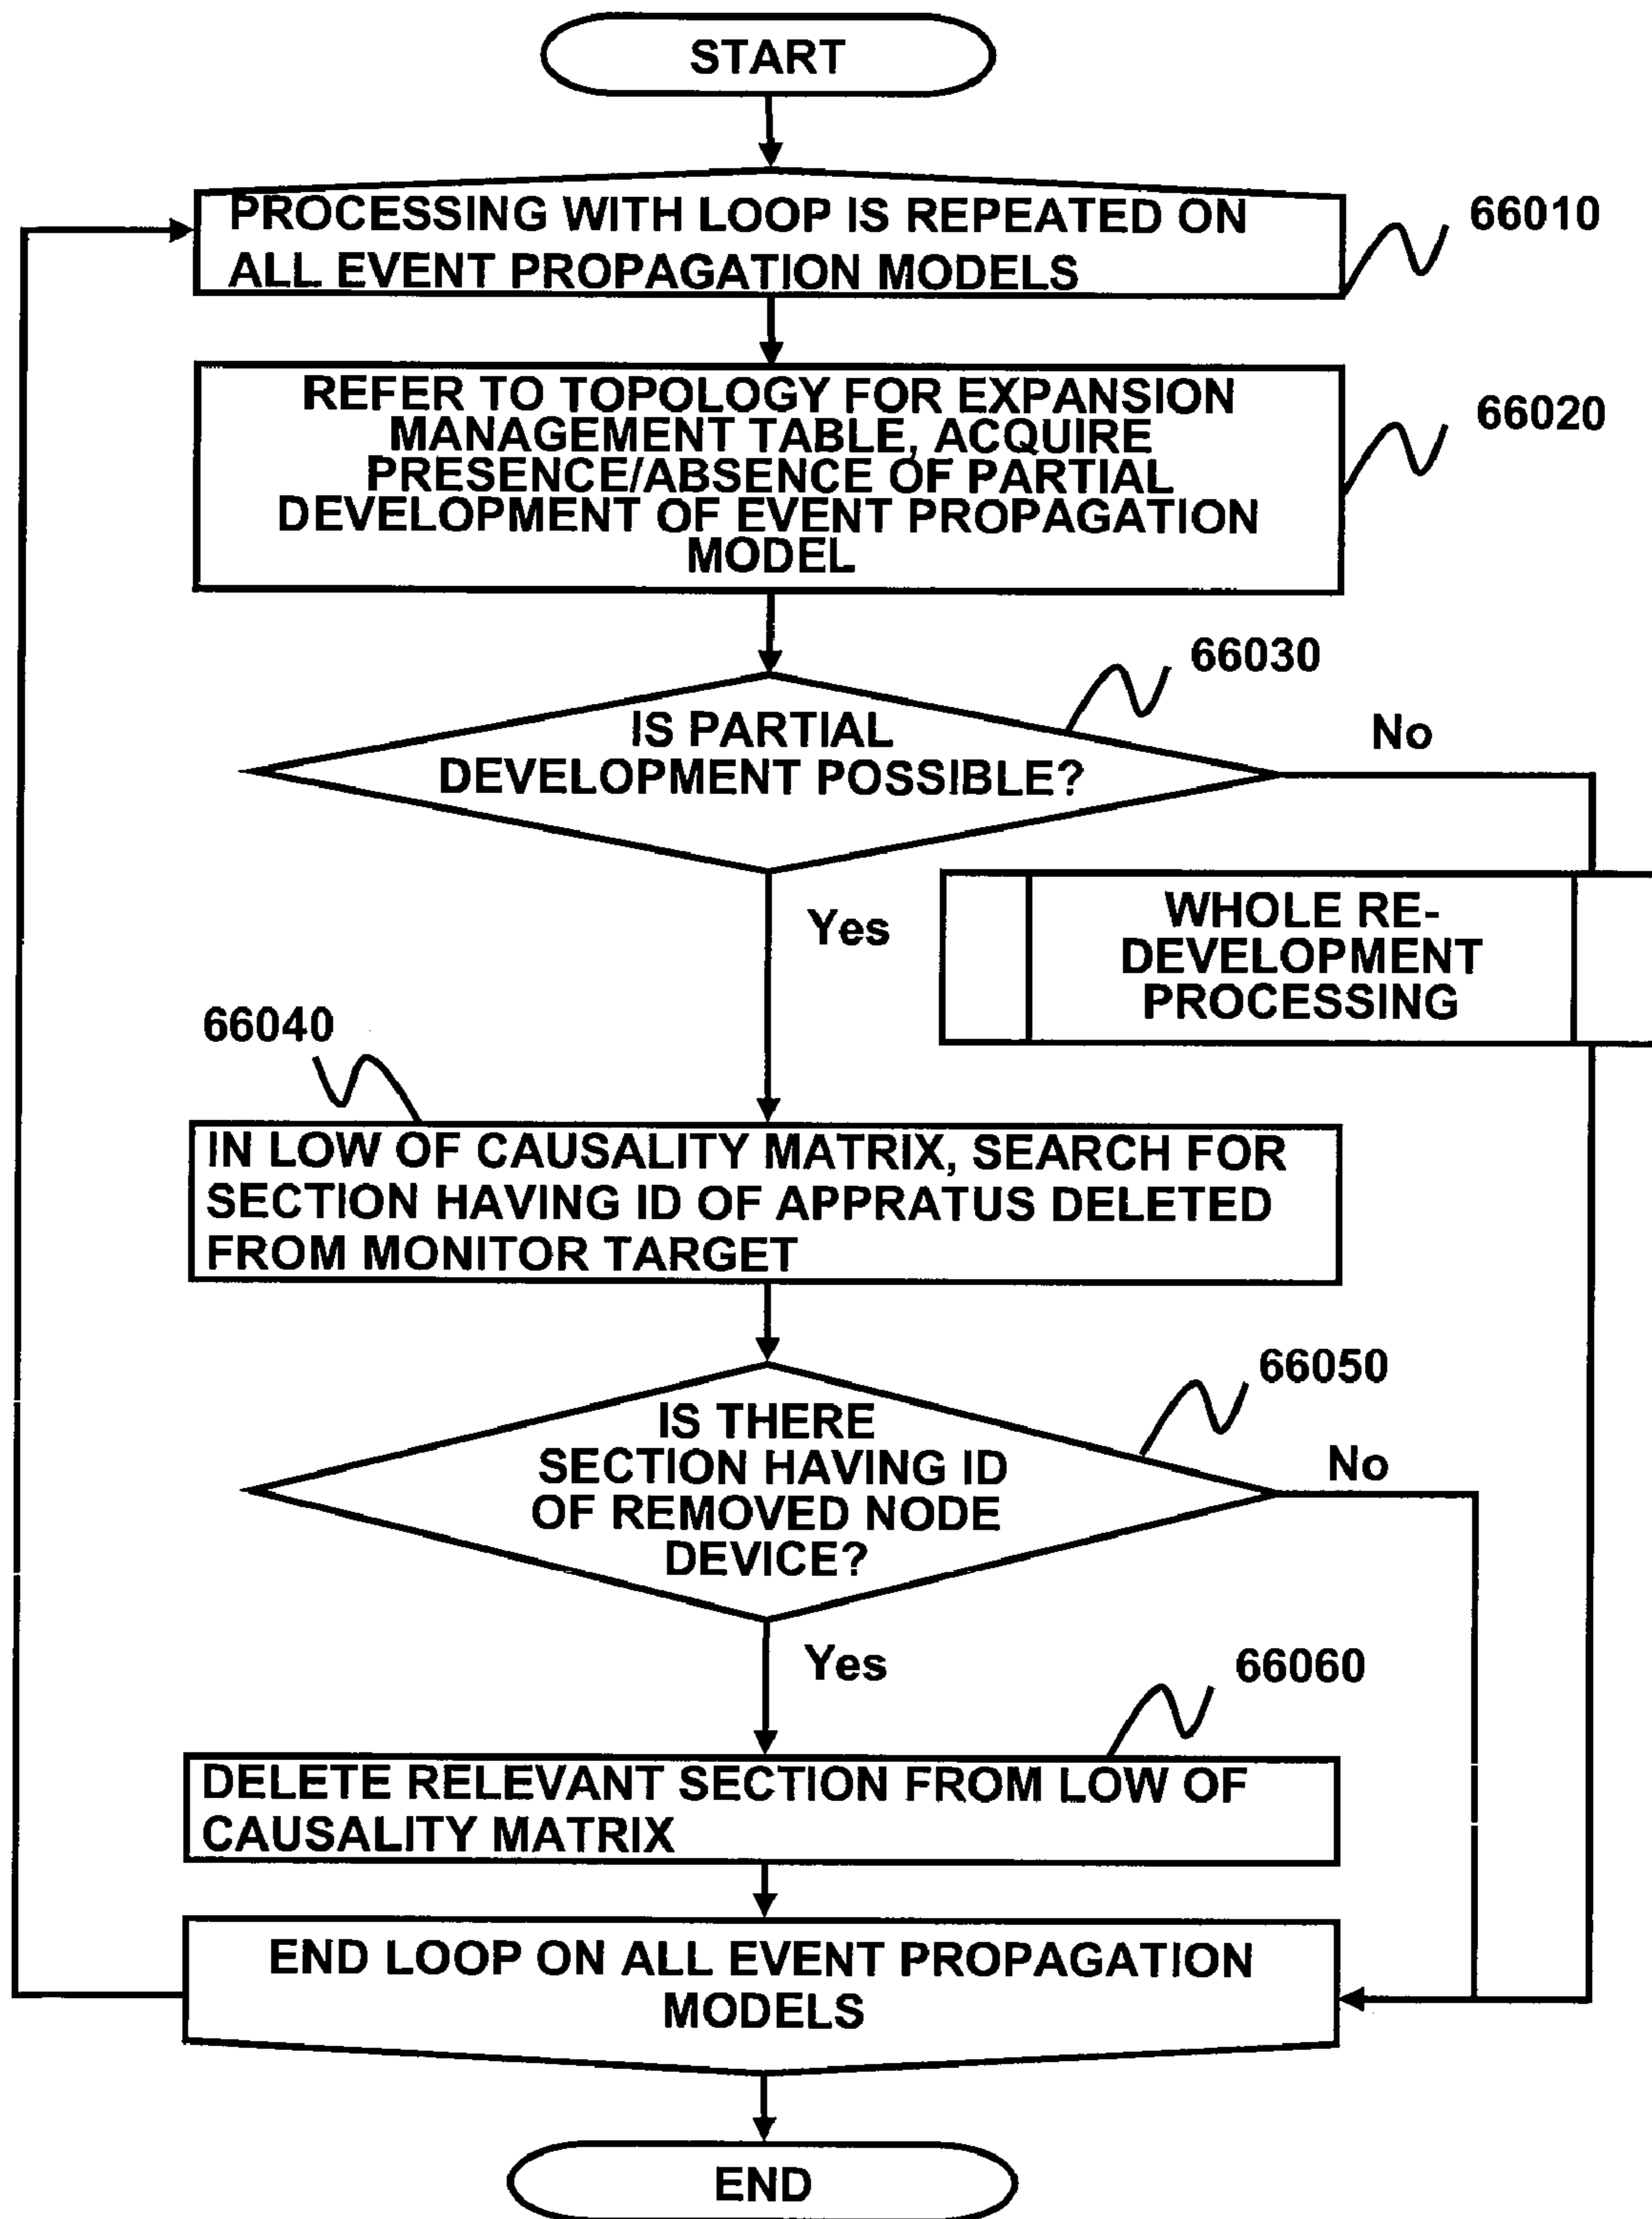 START
PROCESSING WITH LOOP IS REPEATED ON
ALL EVENT PROPAGATION MODELS
66010
REFER TO TOPOLOGY FOR EXPANSION
MANAGEMENT TABLE, ACQUIRE
PRESENCE/ABSENCE OF PARTIAL
DEVELOPMENT OF EVENT PROPAGATION
MODEL
66020
66030
IS PARTIAL
DEVELOPMENT POSSIBLE?
No
Yes
WHOLE RE-
DEVELOPMENT
PROCESSING
66040
IN LOW OF CAUSALITY MATRIX, SEARCH FOR
SECTION HAVING ID OF APPRATUS DELETED
FROM MONITOR TARGET
66050
IS THERE
SECTION HAVING ID
OF REMOVED NODE
DEVICE?
No
Yes
66060
DELETE RELEVANT SECTION FROM LOW OF
CAUSALITY MATRIX
END LOOP ON ALL EVENT PROPAGATION
MODELS
END